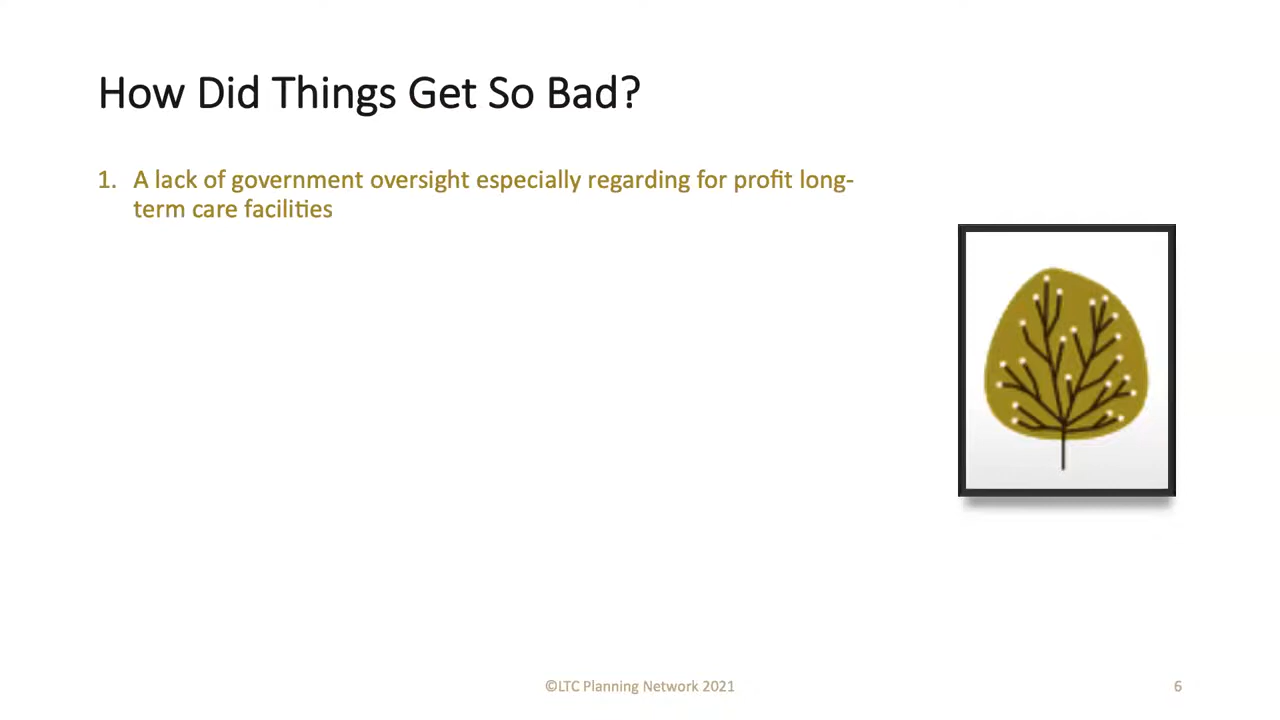 How Did Things Get So Bad?
1. A lack of government oversight especially regarding for profit long-
term care facilities
©LTC Planning Network 2021
6